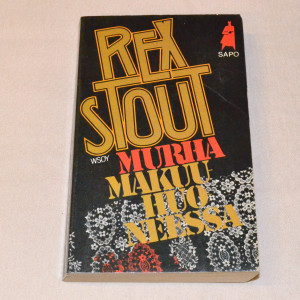 REX
SAPO
STOUT
WSOY
MURHA
MAKUU-
HUO
NEESSA